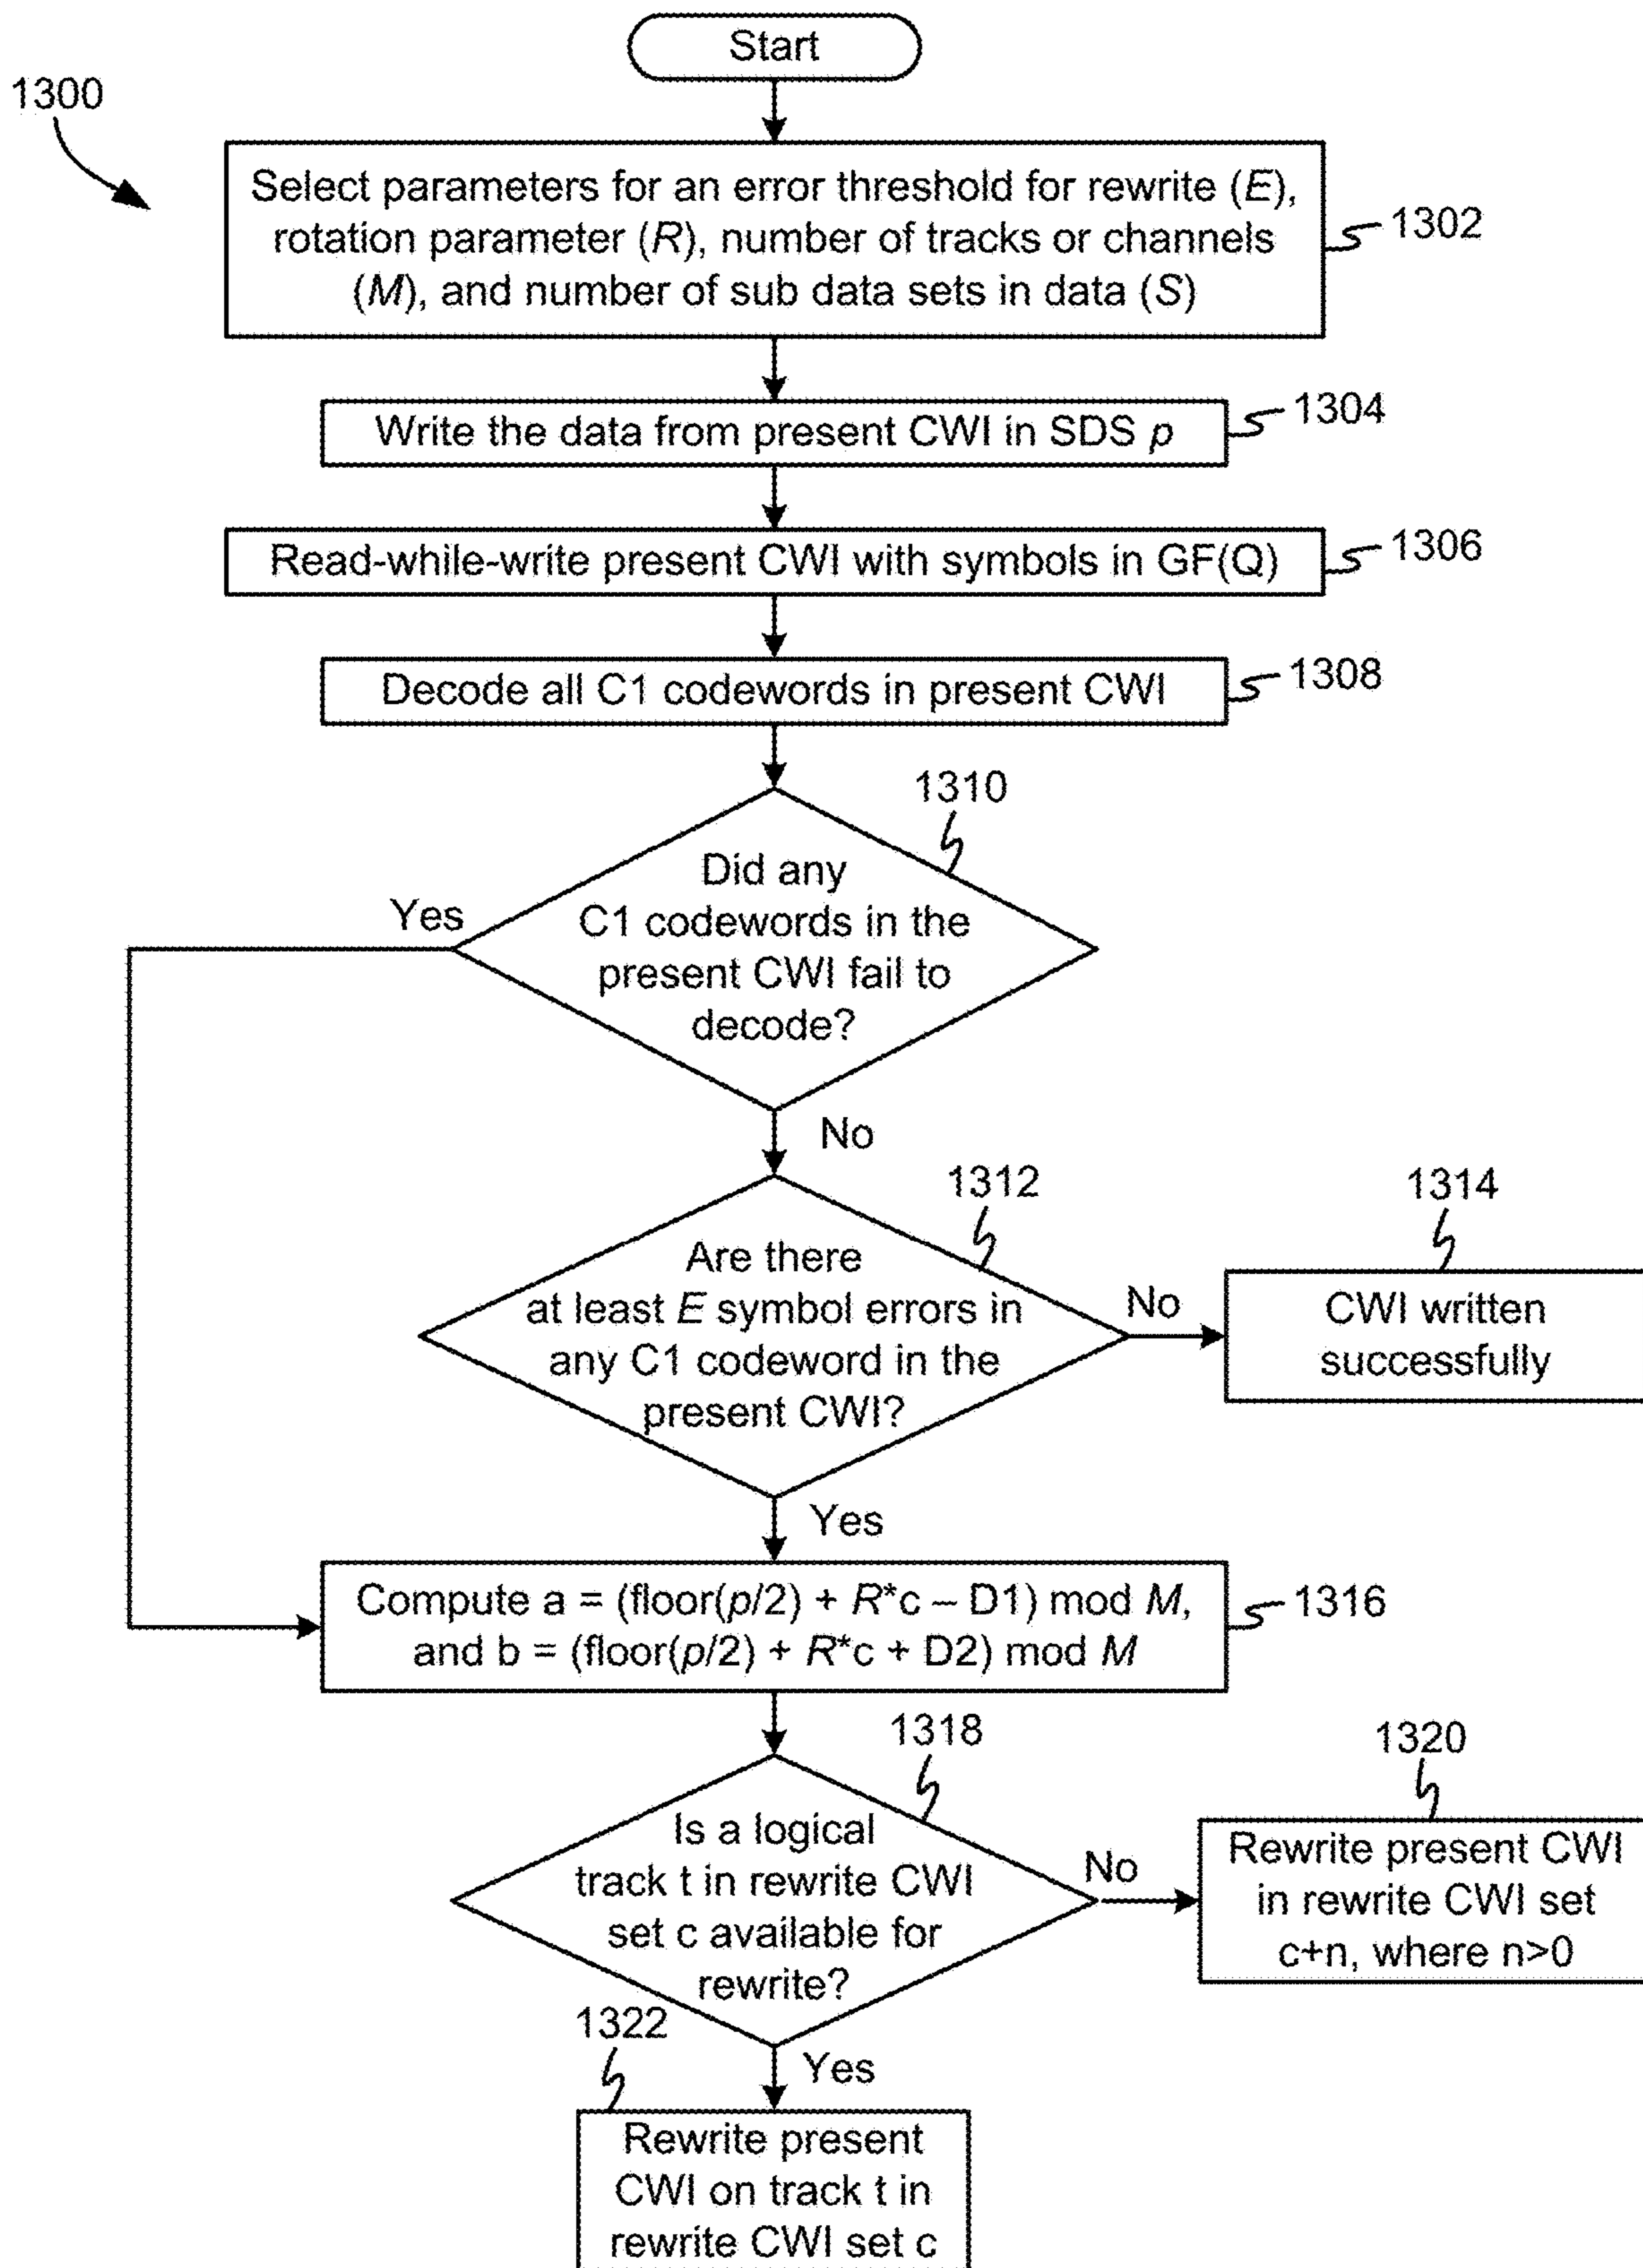 Start
1300
Select parameters for an error threshold for rewrite (E),
rotation parameter (R), number of tracks or channels
(M), and number of sub data sets in data (S)
1302
Write the data from present CWI in SDS p
1304
Read-while-write present CWI with symbols in GF(Q)
1306
Decode all C1 codewords in present CWI
1308
1310
Did any
C1 codewords in the
present CWI fail to
decode?
Yes
No
1312
Are there
at least E symbol errors in
any C1 codeword in the
present CWI?
No
1314
CWI written
successfully
Yes
Compute a = (floor(p/2) + R*c – D1) mod M,
and b = (floor(p/2) + R*c + D2) mod M
1316
1318
Is a logical
track t in rewrite CWI
set c available for
rewrite?
No
1320
Rewrite present CWI
in rewrite CWI set
c+n, where n>0
1322
Yes
Rewrite present
CWI on track t in
rewrite CWI set c